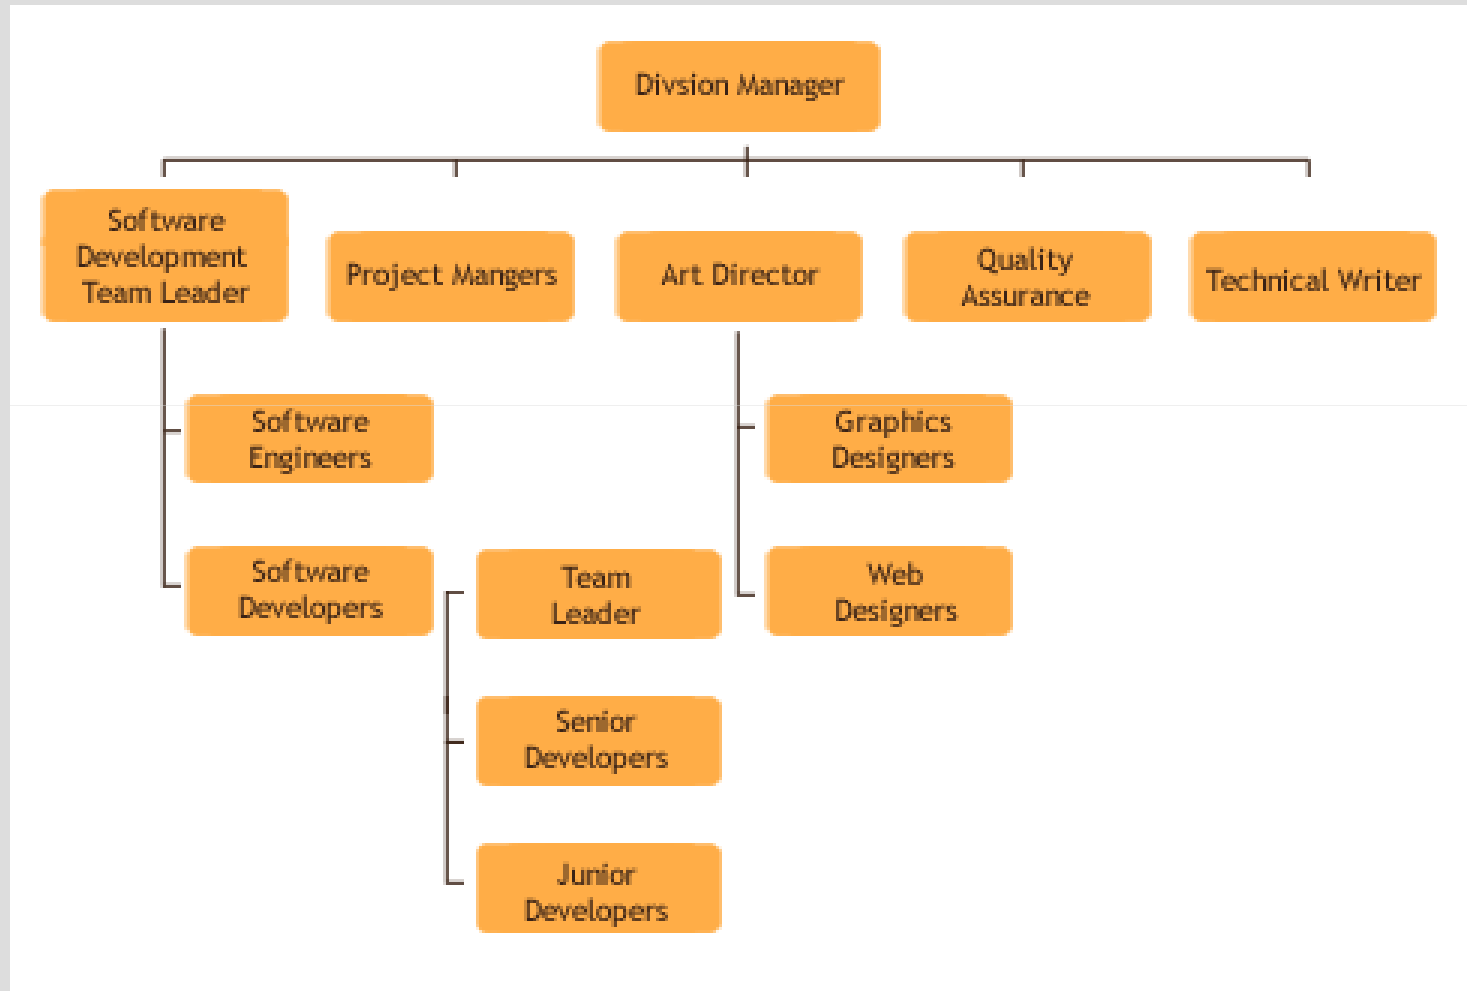 Divsion Manager
Software
Development
Team Leader
Project Mangers
Art Director
Quality
Assurance
Technical Writer
Software
Engineers
Graphics
Designers
Software
Developers
Team
Leader
Web
Designers
Senior
Developers
Junior
Developers